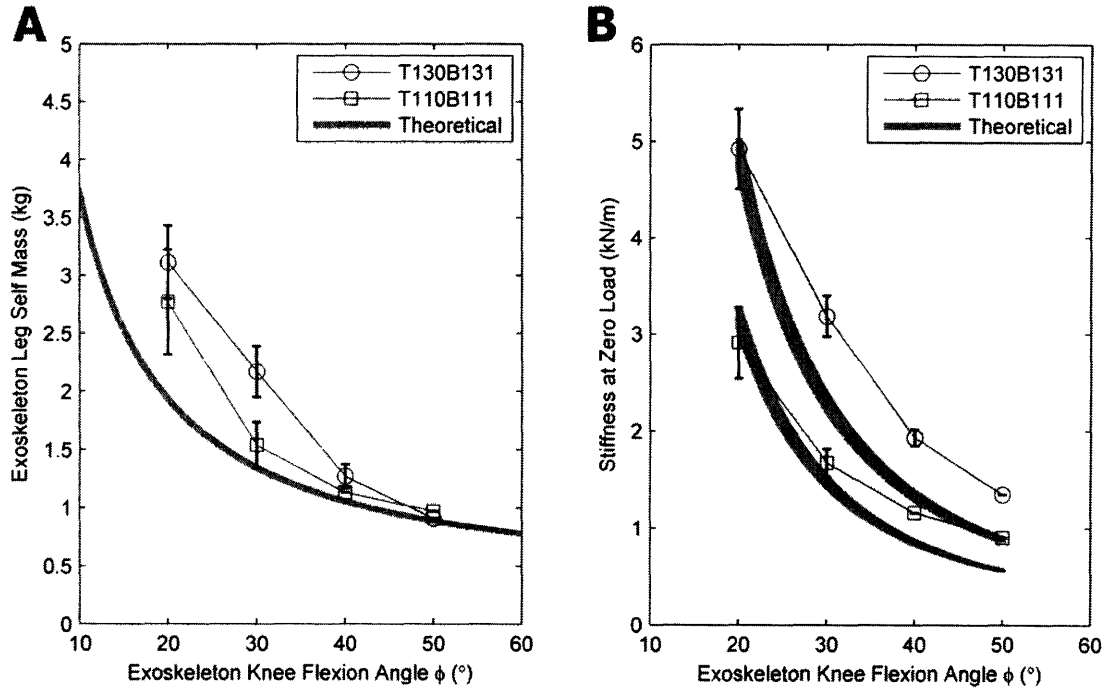 A
5
4.5
4
3.5
3
2.5
2
1.5
1
0.5
0
10 20 30 40 50 60
Exoskeleton Leg Self Mass (kg)
Exoskeleton Knee Flexion Angle ϕ (°)
T130B131
T110B111
Theoretical
B
6
5
4
3
2
1
0
10 20 30 40 50 60
Stiffness at Zero Load (kN/m)
Exoskeleton Knee Flexion Angle ϕ (°)
T130B131
T110B111
Theoretical